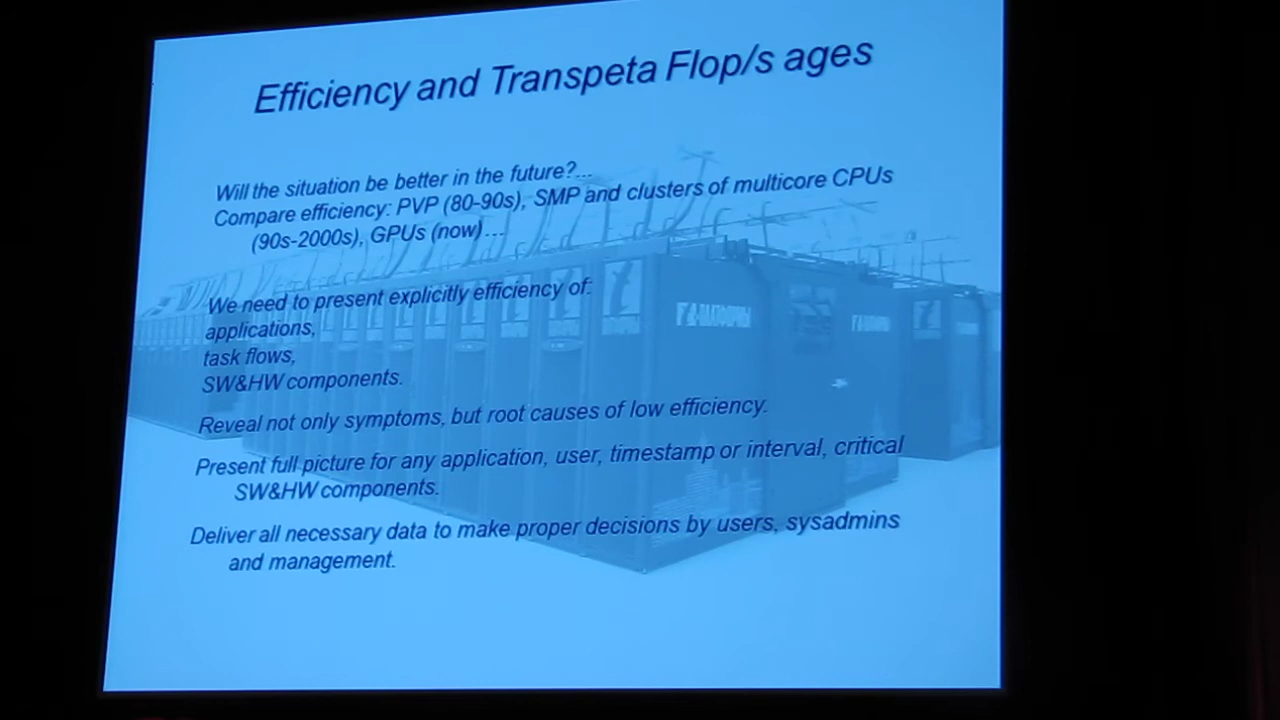 Efficiency and Transpeta Flop/s ages
Will the situation be better in the future?...
Compare efficiency: PVP (80-90s), SMP and clusters of multicore CPUs
(90s-2000s), GPUs (now)...
We need to present explicitly efficiency of:
applications,
task flows,
SW&HW components.
Reveal not only symptoms, but root causes of low efficiency.
Present full picture for any application, user, timestamp or interval, critical
SW&HW components.
Deliver all necessary data to make proper decisions by users, sysadmins
and management.